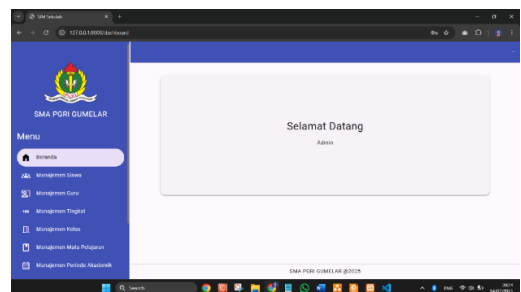 SIM Sekolah
127.0.0.1:8000/dashboard
SMA PGRI GUMELAR
Menu
Beranda
Manajemen Siswa
Manajemen Guru
Manajemen Tingkat
Manajemen Kelas
Manajemen Mata Pelajaran
Manajemen Periode Akademik
Selamat Datang
Admin
SMA PGRI GUMELAR @2025
Search
ENG